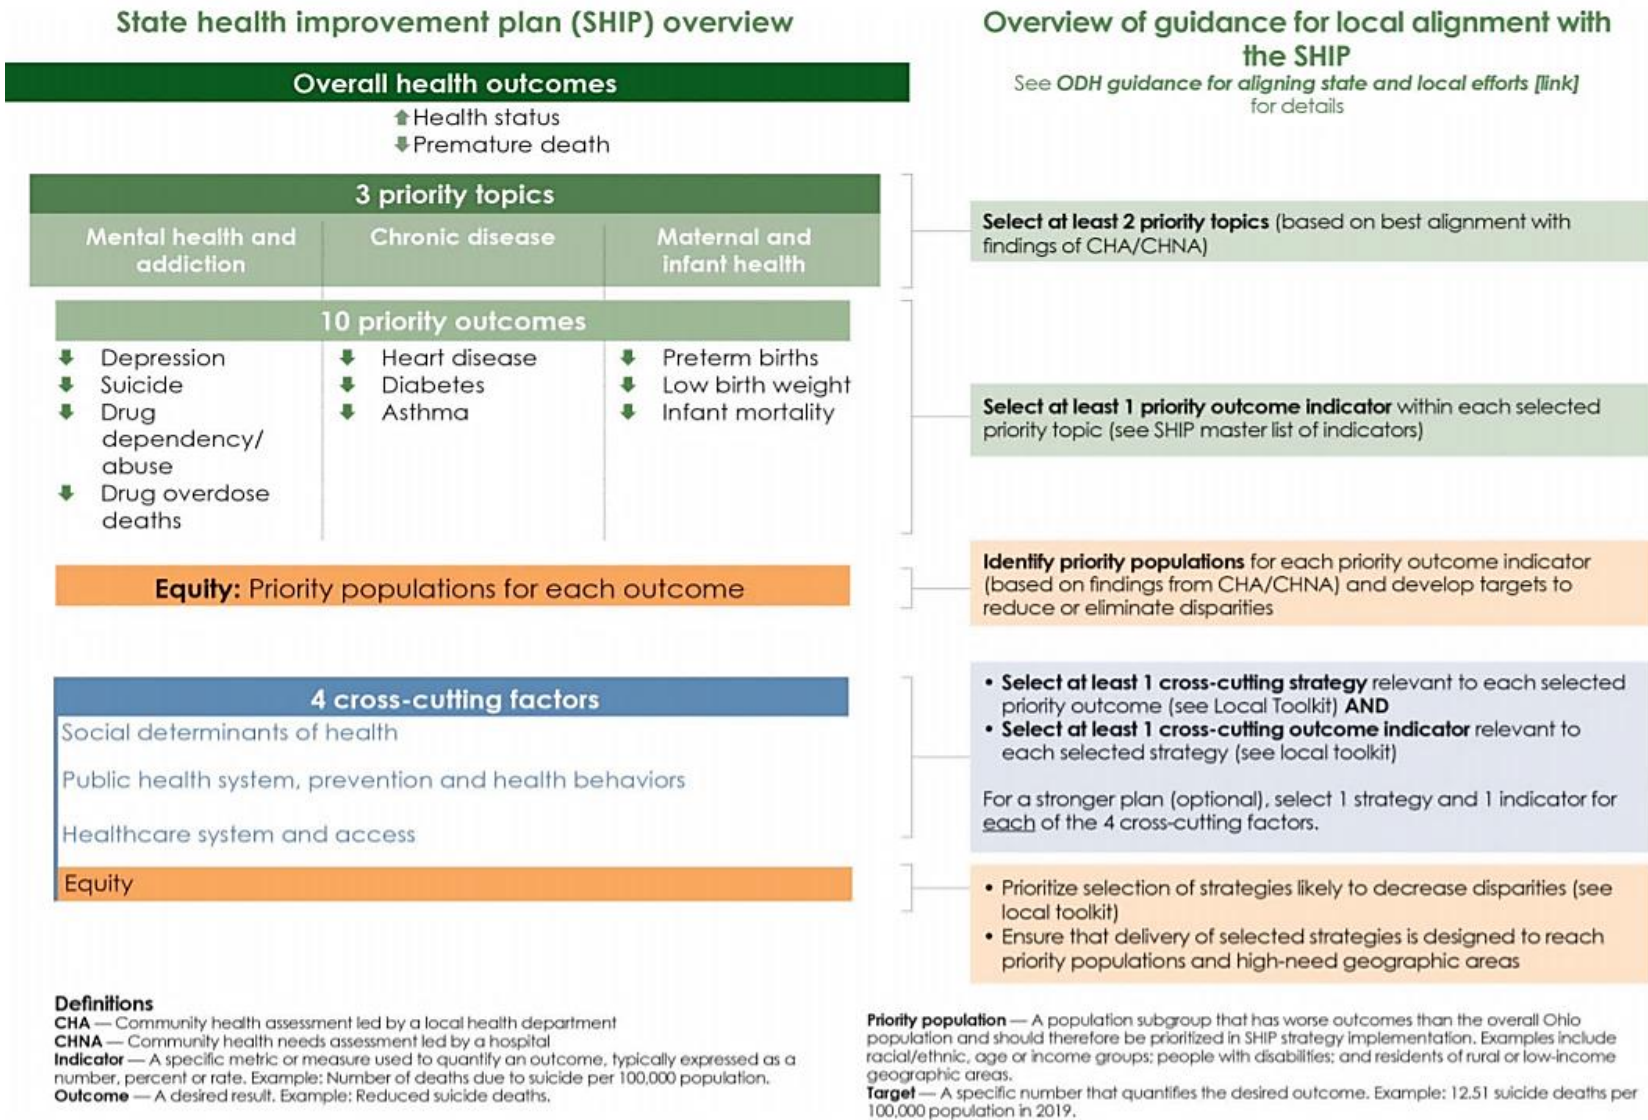 State health improvement plan (SHIP) overview
Overall health outcomes
Health status
Premature death
3 priority topics
Mental health and
addiction
Chronic disease
Maternal and
infant health
10 priority outcomes
Depression
Suicide
Drug
dependency/
abuse
Drug overdose
deaths
Heart disease
Diabetes
Asthma
Preterm births
Low birth weight
Infant mortality
Equity: Priority populations for each outcome
4 cross-cutting factors
Social determinants of health
Public health system, prevention and health behaviors
Healthcare system and access
Equity
Overview of guidance for local alignment with
the SHIP
See ODH guidance for aligning state and local efforts [link]
for details
Select at least 2 priority topics (based on best alignment with
findings of CHA/CHNA)
Select at least 1 priority outcome indicator within each selected
priority topic (see SHIP master list of indicators)
Identify priority populations for each priority outcome indicator
(based on findings from CHA/CHNA) and develop targets to
reduce or eliminate disparities
• Select at least 1 cross-cutting strategy relevant to each selected
priority outcome (see Local Toolkit) AND
• Select at least 1 cross-cutting outcome indicator relevant to
each selected strategy (see local toolkit)
For a stronger plan (optional), select 1 strategy and 1 indicator for
each of the 4 cross-cutting factors.
• Prioritize selection of strategies likely to decrease disparities (see
local toolkit)
• Ensure that delivery of selected strategies is designed to reach
priority populations and high-need geographic areas
Definitions
CHA — Community health assessment led by a local health department
CHNA — Community health needs assessment led by a hospital
Indicator — A specific metric or measure used to quantify an outcome, typically expressed as a
number, percent or rate. Example: Number of deaths due to suicide per 100,000 population.
Outcome — A desired result. Example: Reduced suicide deaths.
Priority population — A population subgroup that has worse outcomes than the overall Ohio
population and should therefore be prioritized in SHIP strategy implementation. Examples include
racial/ethnic, age or income groups; people with disabilities; and residents of rural or low-income
geographic areas.
Target — A specific number that quantifies the desired outcome. Example: 12.51 suicide deaths per
100,000 population in 2019.